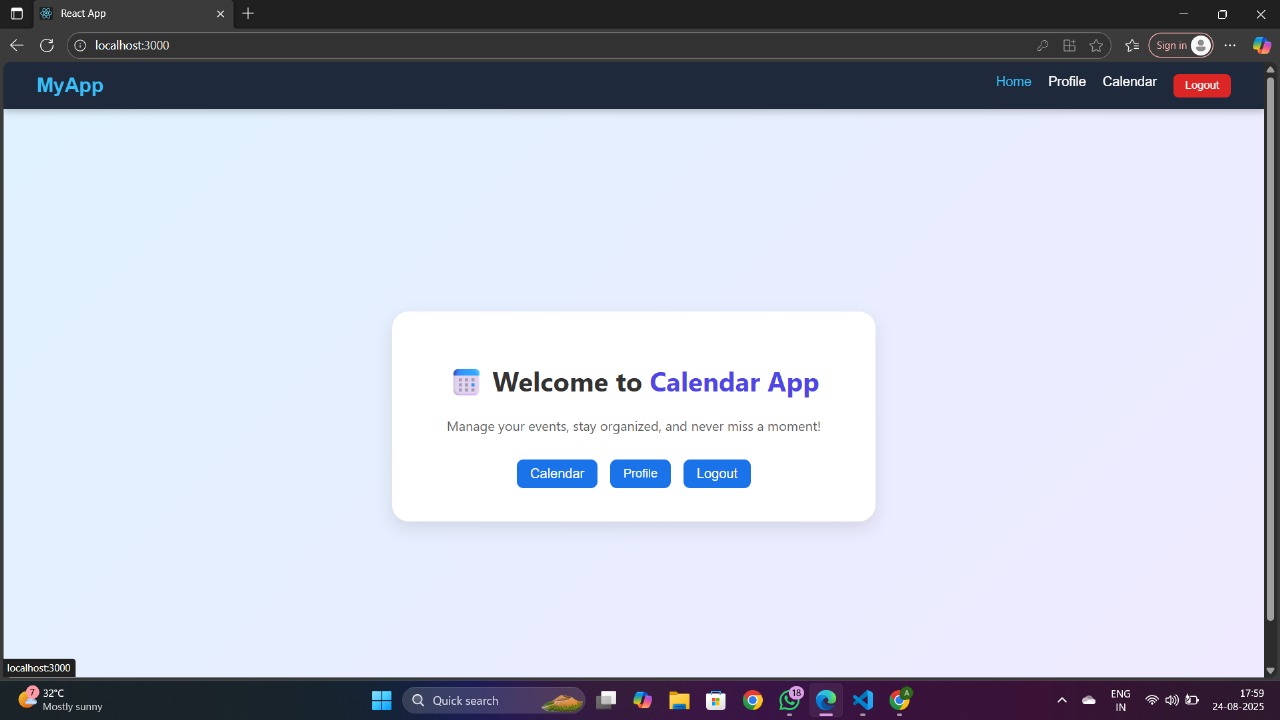 React App
localhost:3000
Sign in
MyApp
Home Profile Calendar Logout
Welcome to Calendar App
Manage your events, stay organized, and never miss a moment!
Calendar Profile Logout
localhost:3000
7
32°C
Mostly sunny
Quick search
18
A
ENG
IN
17:59
24-08-2025